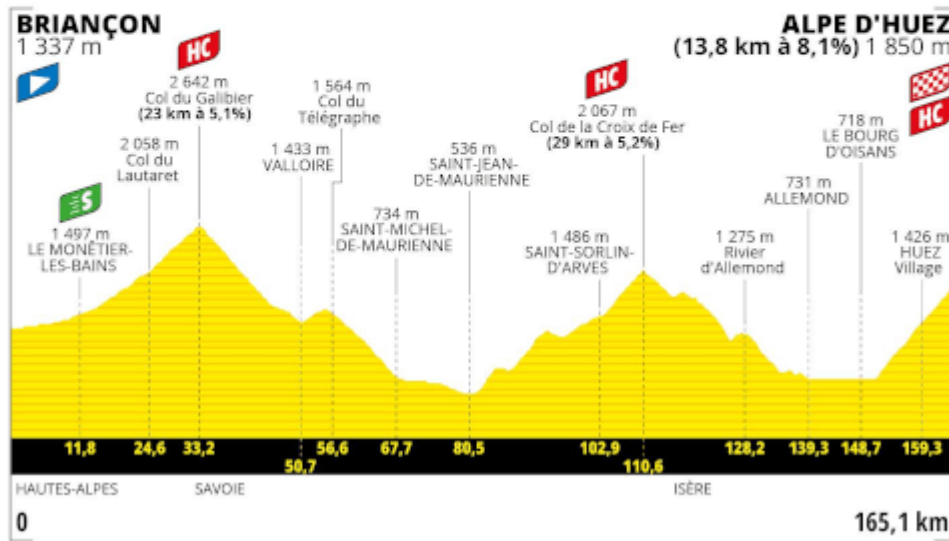 BRIANÇON
1 337 m
ALPE D'HUEZ
(13,8 km à 8,1%) 1 850 m
HC
2 642 m
Col du Galibier
(23 km à 5,1%)
1 564 m
Col du
Télégraphe
HC
2 067 m
Col de la Croix de Fer
(29 km à 5,2%)
HC
718 m
LE BOURG
D'OISANS
2 058 m
Col du
Lautaret
1 433 m
VALLOIRE
536 m
SAINT-JEAN-
DE-MAURIENNE
731 m
ALLEMOND
S
1 497 m
LE MONÊTIER-
LES-BAINS
734 m
SAINT-MICHEL-
DE-MAURIENNE
1 486 m
SAINT-SORLIN-
D'ARVES
1 275 m
Rivier
d'Allemond
1 426 m
HUEZ
Village
11,8 24,6 33,2 50,7 56,6 67,7 80,5 102,9 110,6 128,2 139,3 148,7 159,3
HAUTES-ALPES SAVOIE ISÈRE
0 165,1 km